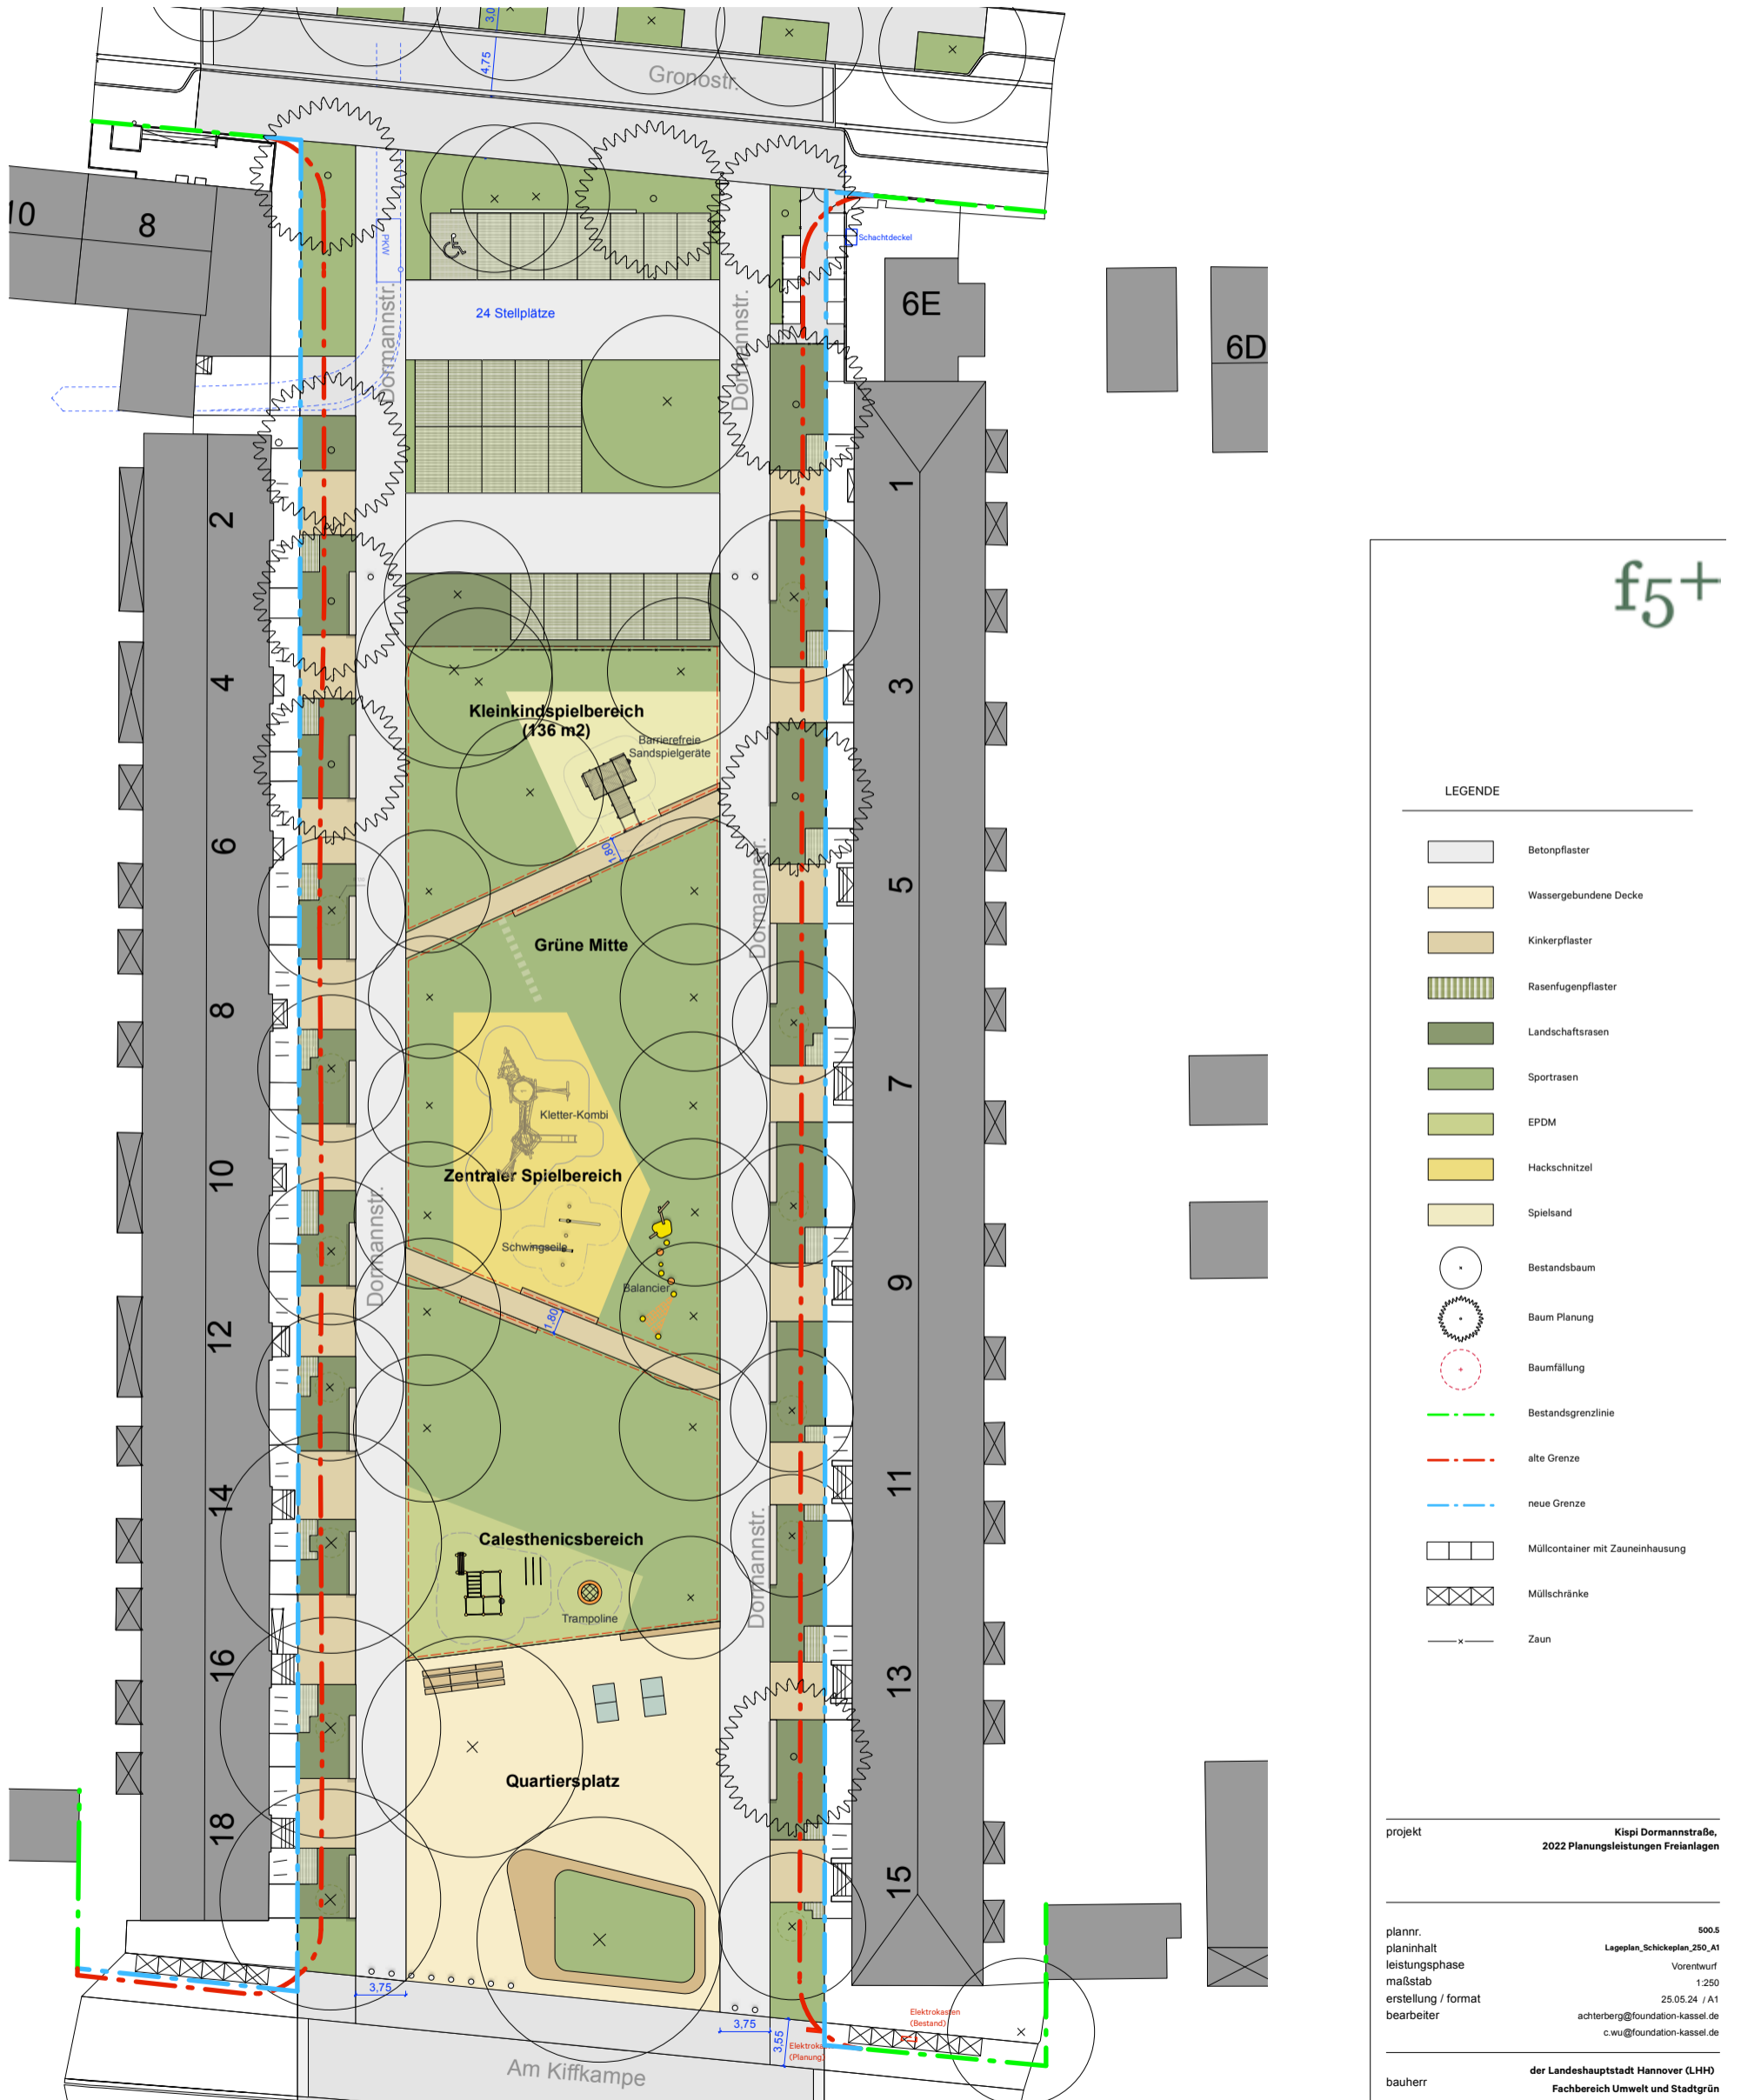 3,0
4,75
Gronostr.
10
8
PKW
Schachtdeckel
6E
6D
24 Stellplätze
Dormannstr.
Dormannstr.
2
1
4
3
Kleinkindspielbereich
(136 m2)
Barrierefreie
Sandspielgeräte
1,80
6
5
Dormannstr.
Grüne Mitte
8
7
Kletter-Kombi
Zentraler Spielbereich
10
Dormannstr.
Schwingseile
Balancier
9
1,80
12
11
14
Calesthenicsbereich
Trampoline
Dormannstr.
16
13
Quartiersplatz
18
15
3,75
3,75
3,55
Elektrokasten
(Bestand)
(Planung)
Am Kiffkampe
f5+
LEGENDE
Betonpflaster
Wassergebundene Decke
Kinkerpflaster
Rasenfugenpflaster
Landschaftsrasen
Sportrasen
EPDM
Hackschnitzel
Spielsand
Bestandsbaum
Baum Planung
Baumfällung
Bestandsgrenzlinie
alte Grenze
neue Grenze
Müllcontainer mit Zauneinhausung
Müllschränke
Zaun
projekt Kispi Dormannstraße,
2022 Planungsleistungen Freianlagen
plannr. 500.5
planinhalt Lageplan_Schickeplan_250_A1
leistungsphase Vorentwurf
maßstab 1:250
erstellung / format 25.05.24 / A1
bearbeiter achterberg@foundation-kassel.de
c.wu@foundation-kassel.de
bauherr der Landeshauptstadt Hannover (LHH)
Fachbereich Umwelt und Stadtgrün